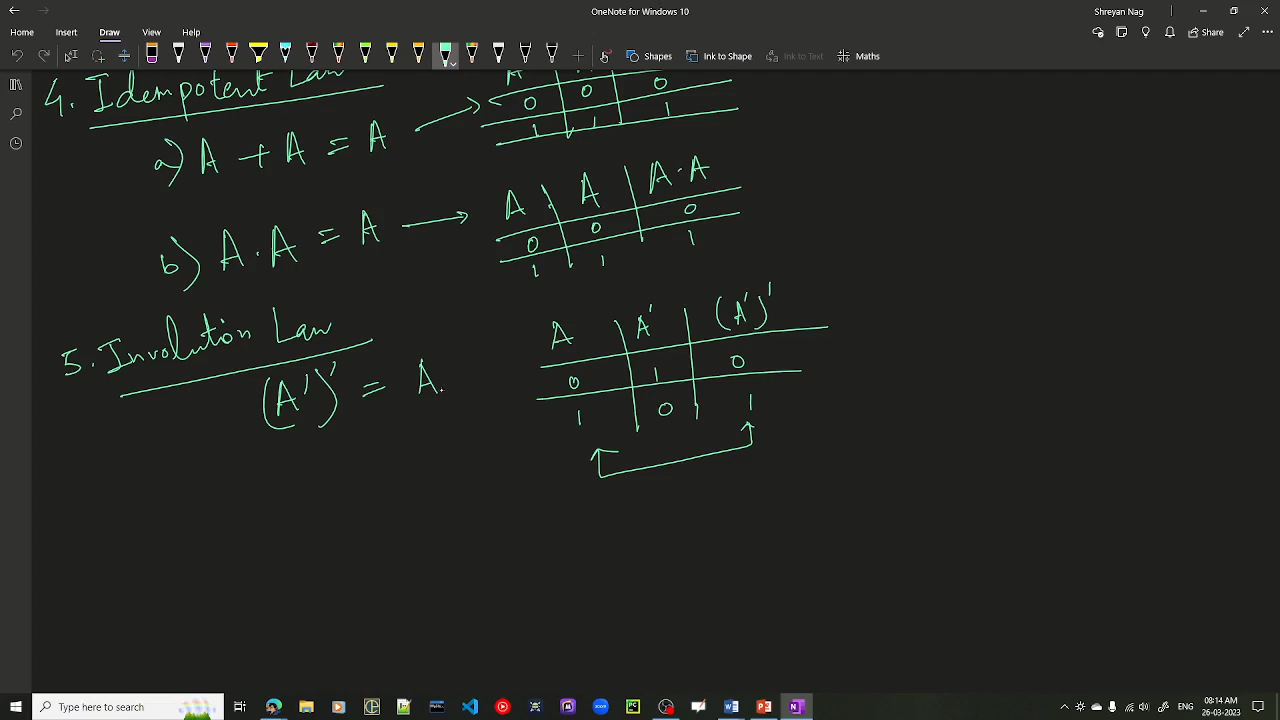 OneNote for Windows 10
Shreyan Nag
Home Insert Draw View Help
Share
Shapes Ink to Shape Ink to Text Maths
4. Idempotent Law
A
0 0 0
1 1 1
a) A + A = A
A A A·A
0 0 0
1 1 1
b) A·A = A
5. Involution Law
(A')' = A.
A A' (A')'
0 1 0
1 0 1
Type here to search
ENG
08:14 AM
26-03-2023